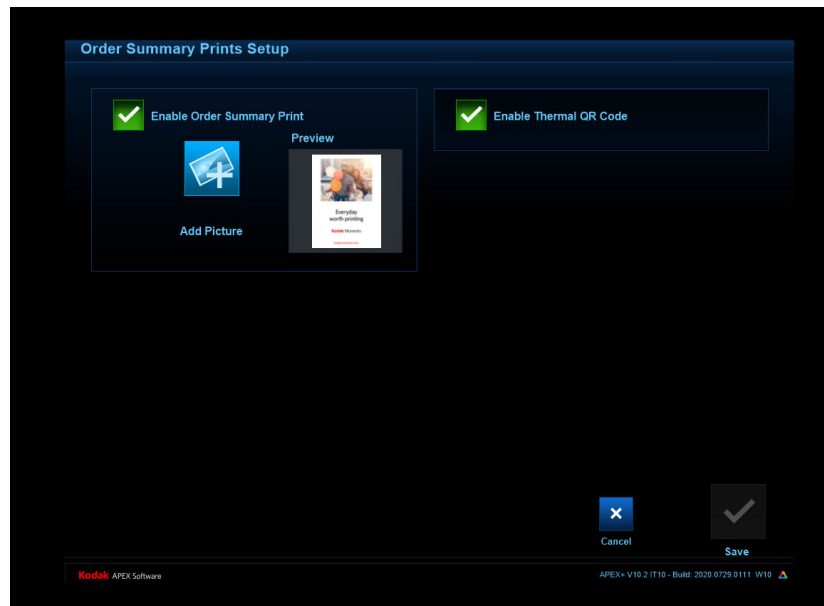 Order Summary Prints Setup
Enable Order Summary Print
Enable Thermal QR Code
Preview
Everyday
worth printing
Kodak Moments
Add Picture
Cancel
Save
Kodak APEX Software
APEX+ V10.2 IT10 - Build: 2020.0729.0111 W10